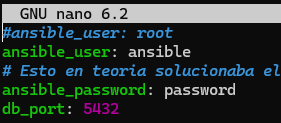 GNU nano 6.2
#ansible_user: root
ansible_user: ansible
# Esto en teoria solucionaba el
ansible_password: password
db_port: 5432